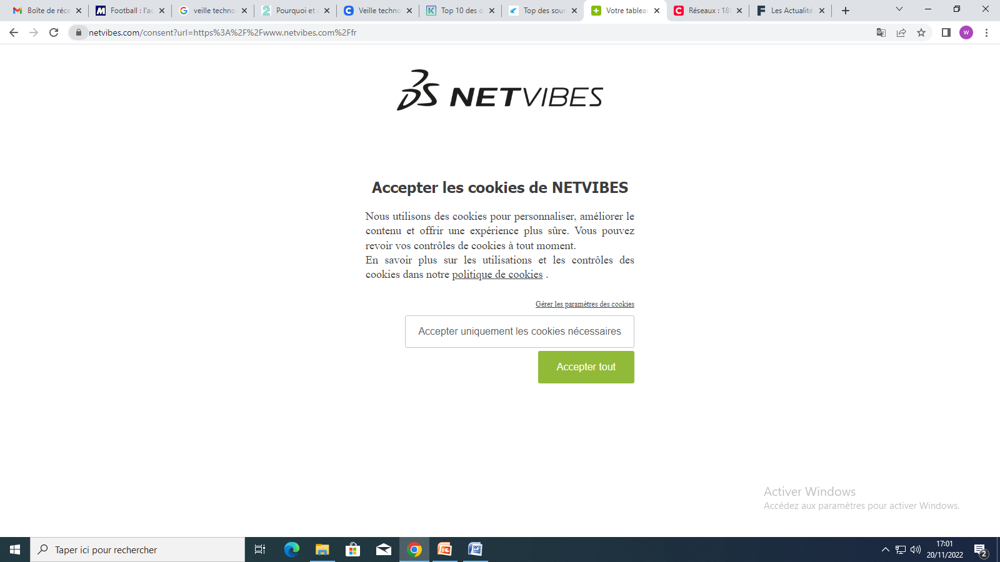 Boîte de réce
Football : l'ac
veille techno
Pourquoi et
Veille techno
Top 10 des o
Top des sour
Votre tableau
Réseaux : 18
Les Actualité
netvibes.com/consent?url=https%3A%2F%2Fwww.netvibes.com%2Ffr
W
NETVIBES
Accepter les cookies de NETVIBES
Nous utilisons des cookies pour personnaliser, améliorer le
contenu et offrir une expérience plus sûre. Vous pouvez
revoir vos contrôles de cookies à tout moment.
En savoir plus sur les utilisations et les contrôles des
cookies dans notre politique de cookies .
Gérer les paramètres des cookies
Accepter uniquement les cookies nécessaires
Accepter tout
Activer Windows
Accédez aux paramètres pour activer Windows.
Taper ici pour rechercher
17:01
20/11/2022
2